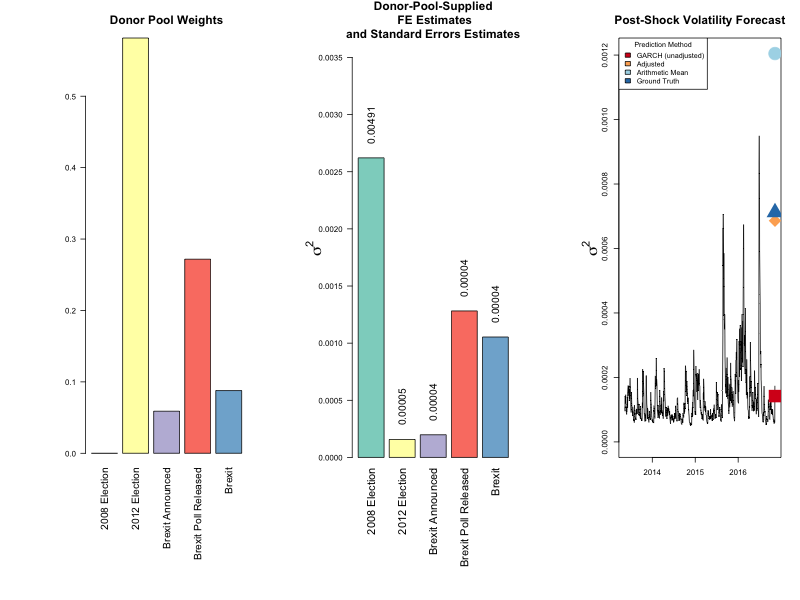 Donor Pool Weights
0.0
0.1
0.2
0.3
0.4
0.5
2008 Election
2012 Election
Brexit Announced
Brexit Poll Released
Brexit
Donor-Pool-Supplied
FE Estimates
and Standard Errors Estimates
σ2
0.0000
0.0005
0.0010
0.0015
0.0020
0.0025
0.0030
0.0035
0.00491
0.00005
0.00004
0.00004
0.00004
2008 Election
2012 Election
Brexit Announced
Brexit Poll Released
Brexit
Post-Shock Volatility Forecast
σ2
0.0000
0.0002
0.0004
0.0006
0.0008
0.0010
0.0012
Prediction Method
GARCH (unadjusted)
Adjusted
Arithmetic Mean
Ground Truth
2014
2015
2016